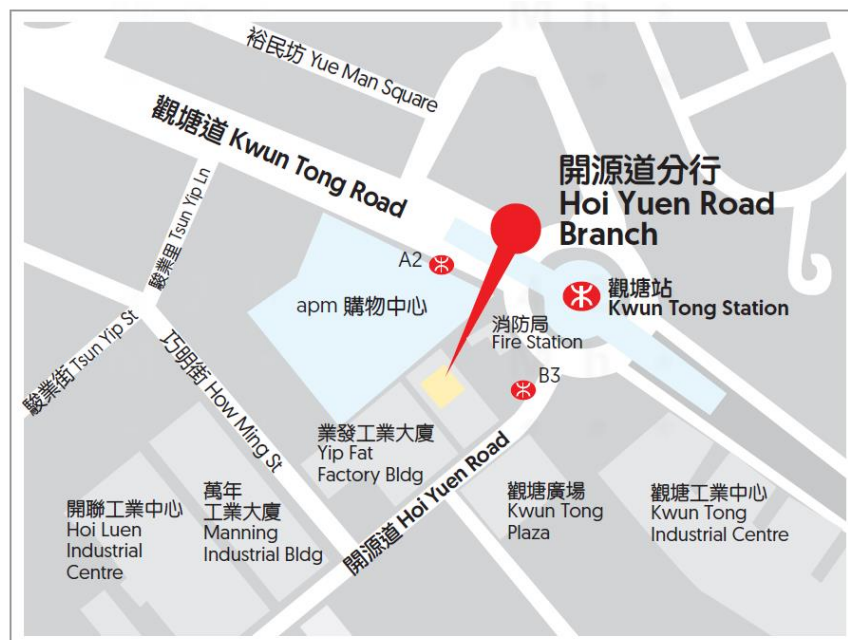 裕民坊 Yue Man Square
觀塘道 Kwun Tong Road
開源道分行
Hoi Yuen Road
Branch
駿業里 Tsun Yip Ln
A2
apm 購物中心
觀塘站
Kwun Tong Station
消防局
Fire Station
駿業街 Tsun Yip St
巧明街 How Ming St
B3
業發工業大廈
Yip Fat
Factory Bldg
開源道 Hoi Yuen Road
開聯工業中心
Hoi Luen
Industrial
Centre
萬年
工業大廈
Manning
Industrial Bldg
觀塘廣場
Kwun Tong
Plaza
觀塘工業中心
Kwun Tong
Industrial Centre